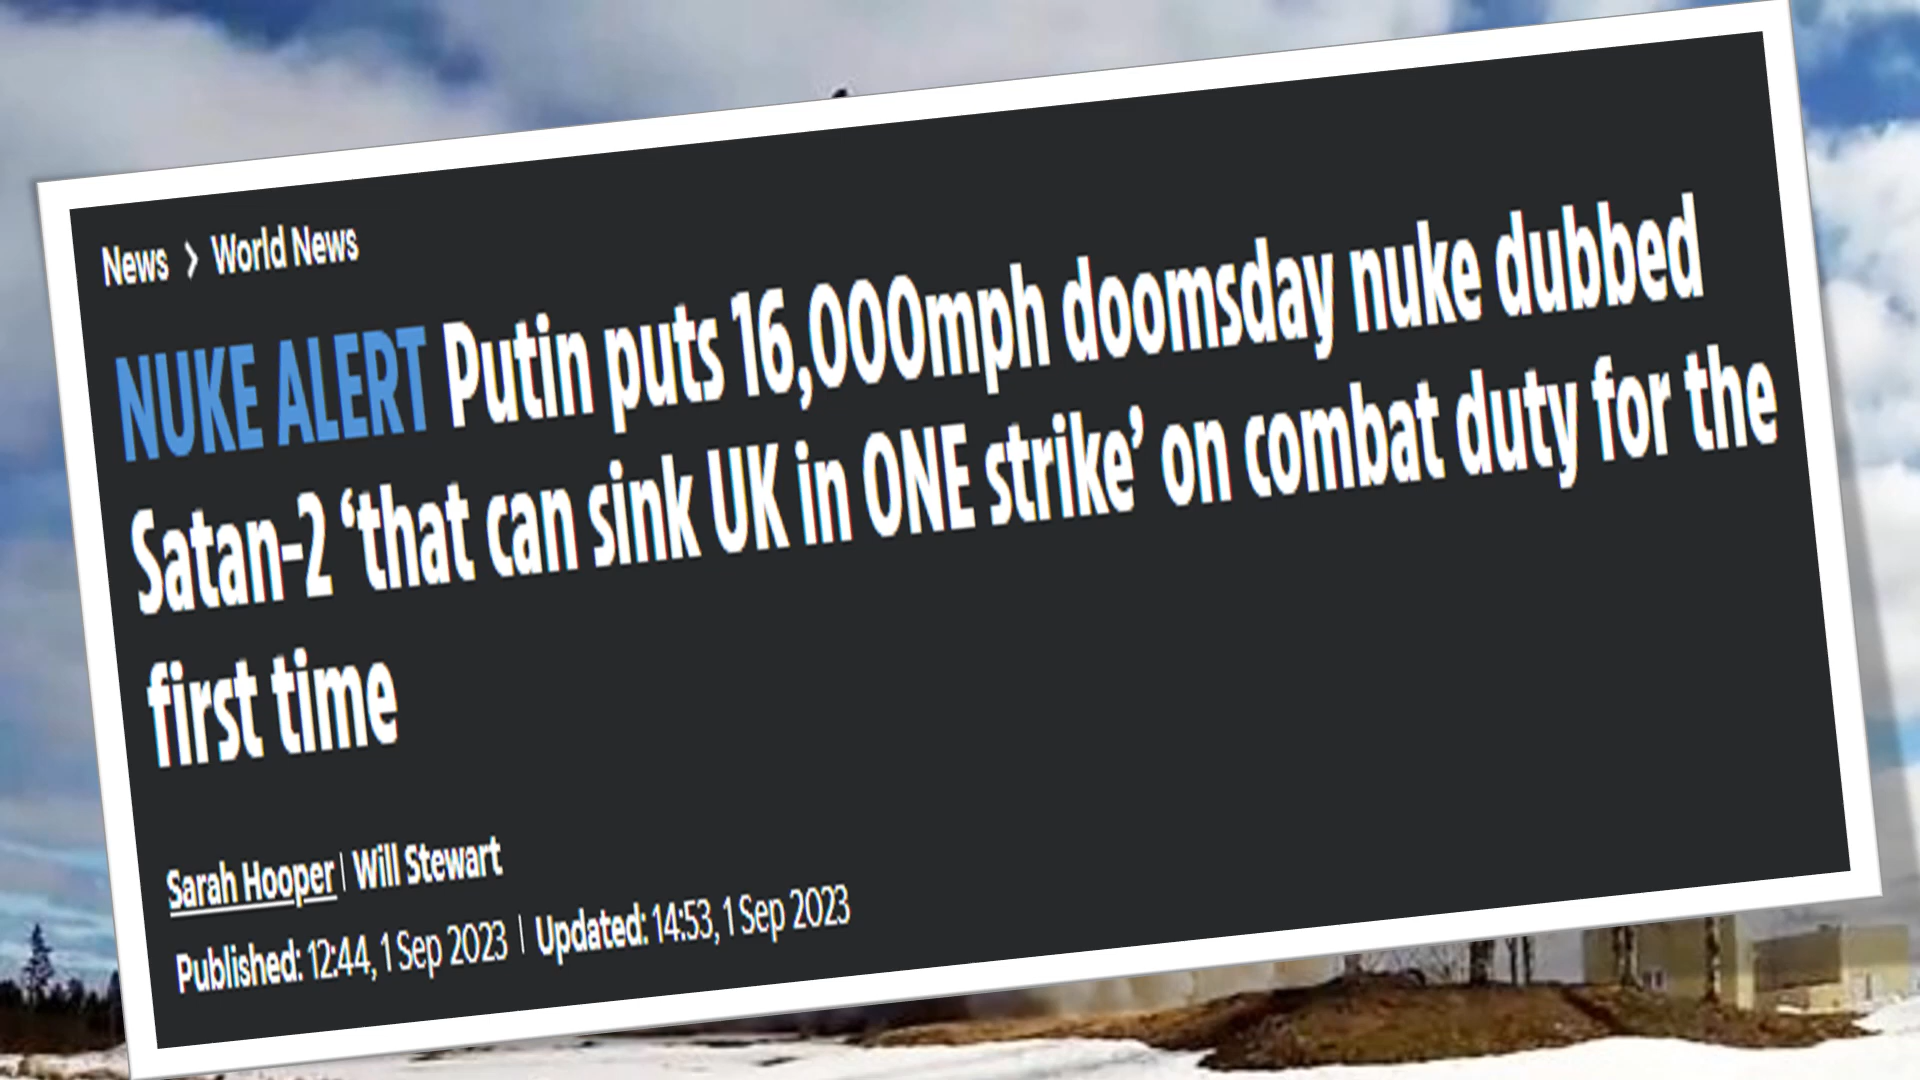 News › World News
NUKE ALERT Putin puts 16,000mph doomsday nuke dubbed
Satan-2 ‘that can sink UK in ONE strike’ on combat duty for the
first time
Sarah Hooper | Will Stewart
Published: 12:44, 1 Sep 2023 | Updated: 14:53, 1 Sep 2023